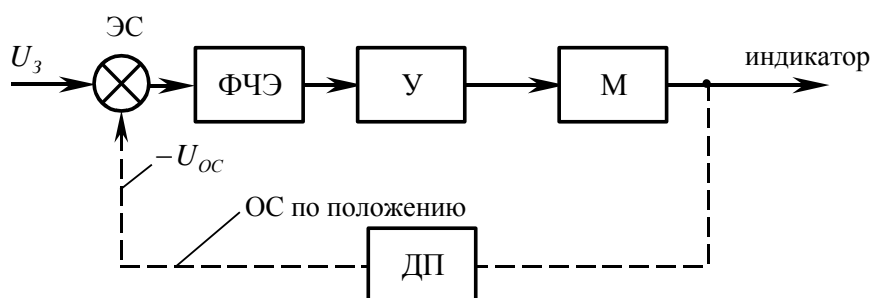 ЭС
U_З
ФЧЭ
У
М
индикатор
–U_ОС
ОС по положению
ДП